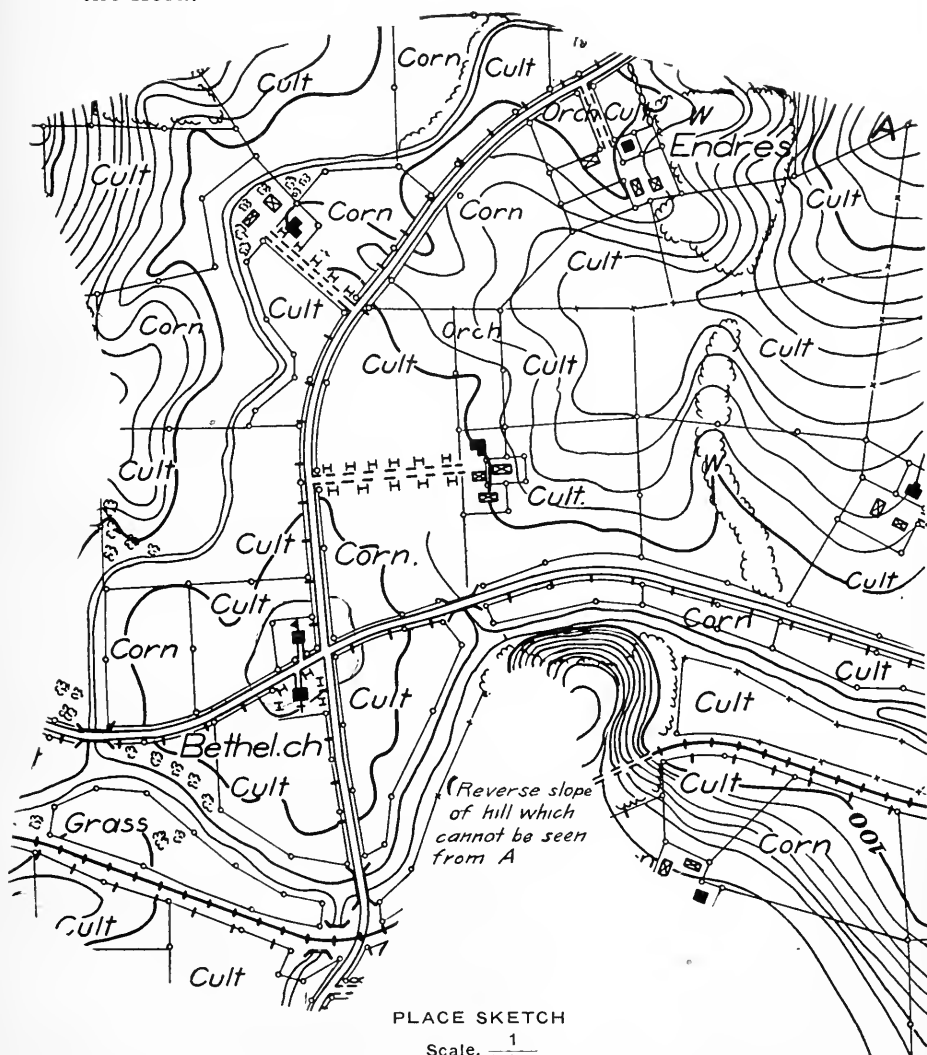 Corn
Cult
Cult
Orch Cult
W
Endres
A
Cult
Cult
Corn
Corn
Cult
Cult
Corn
Orch
Cult
Cult
Cult
Cult
Cult
W
Cult.
Cult
Corn.
Cult
Cult
Corn
Corn
Cult
Cult
Cult
Bethel.ch
Cult
(Reverse slope
of hill which
cannot be seen
from A
Cult
100
Corn
Grass
Cult
Cult
PLACE SKETCH
Scale. 1